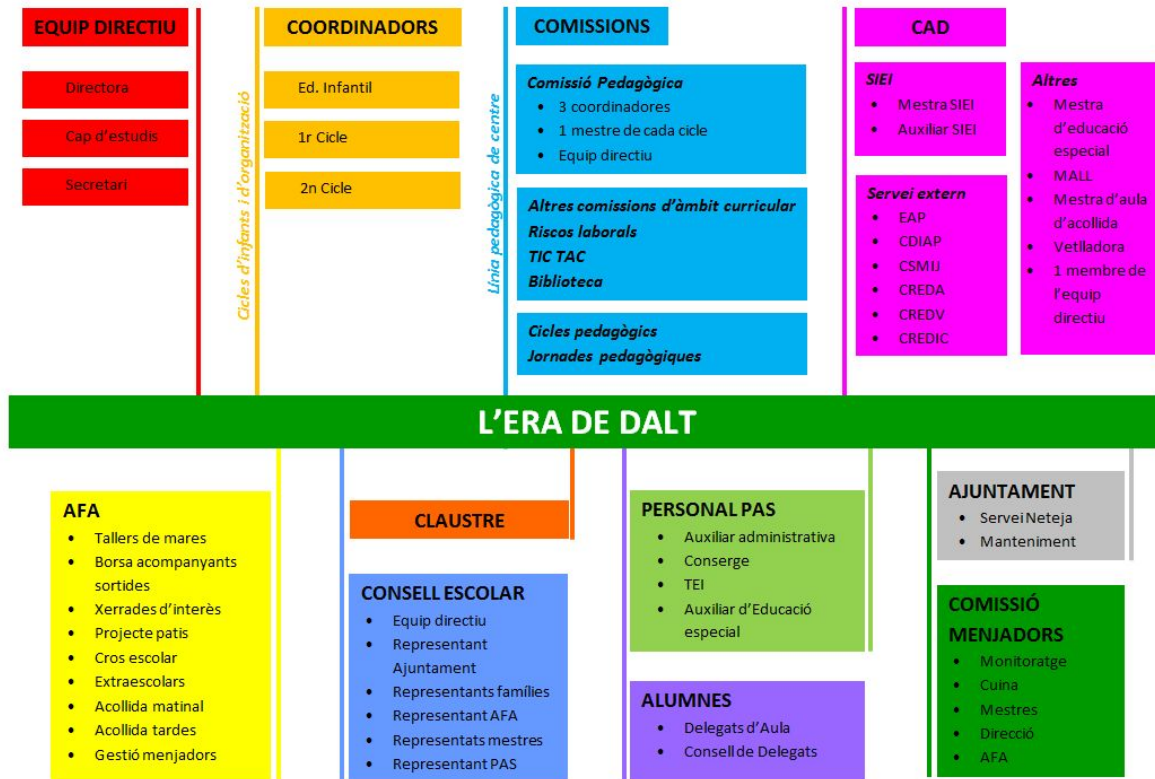 EQUIP DIRECTIU
Directora
Cap d'estudis
Secretari
Cicles d'infants i d'organització
COORDINADORS
Ed. Infantil
1r Cicle
2n Cicle
Línia pedagògica de centre
COMISSIONS
Comissió Pedagògica
• 3 coordinadores
• 1 mestre de cada cicle
• Equip directiu
Altres comissions d'àmbit curricular
Riscos laborals
TIC TAC
Biblioteca
Cicles pedagògics
Jornades pedagògiques
CAD
SIEI
• Mestra SIEI
• Auxiliar SIEI
Servei extern
• EAP
• CDIAP
• CSMIJ
• CREDA
• CREDV
• CREDIC
Altres
• Mestra
d'educació
especial
• MALL
• Mestra d'aula
d'acollida
• Vetlladora
• 1 membre de
l'equip
directiu
L'ERA DE DALT
AFA
• Tallers de mares
• Borsa acompanyants
sortides
• Xerrades d'interès
• Projecte patis
• Cros escolar
• Extraescolars
• Acollida matinal
• Acollida tardes
• Gestió menjadors
CLAUSTRE
CONSELL ESCOLAR
• Equip directiu
• Representant
Ajuntament
• Representants famílies
• Representant AFA
• Representats mestres
• Representant PAS
PERSONAL PAS
• Auxiliar administrativa
• Conserge
• TEI
• Auxiliar d'Educació
especial
ALUMNES
• Delegats d'Aula
• Consell de Delegats
AJUNTAMENT
• Servei Neteja
• Manteniment
COMISSIÓ
MENJADORS
• Monitoratge
• Cuina
• Mestres
• Direcció
• AFA